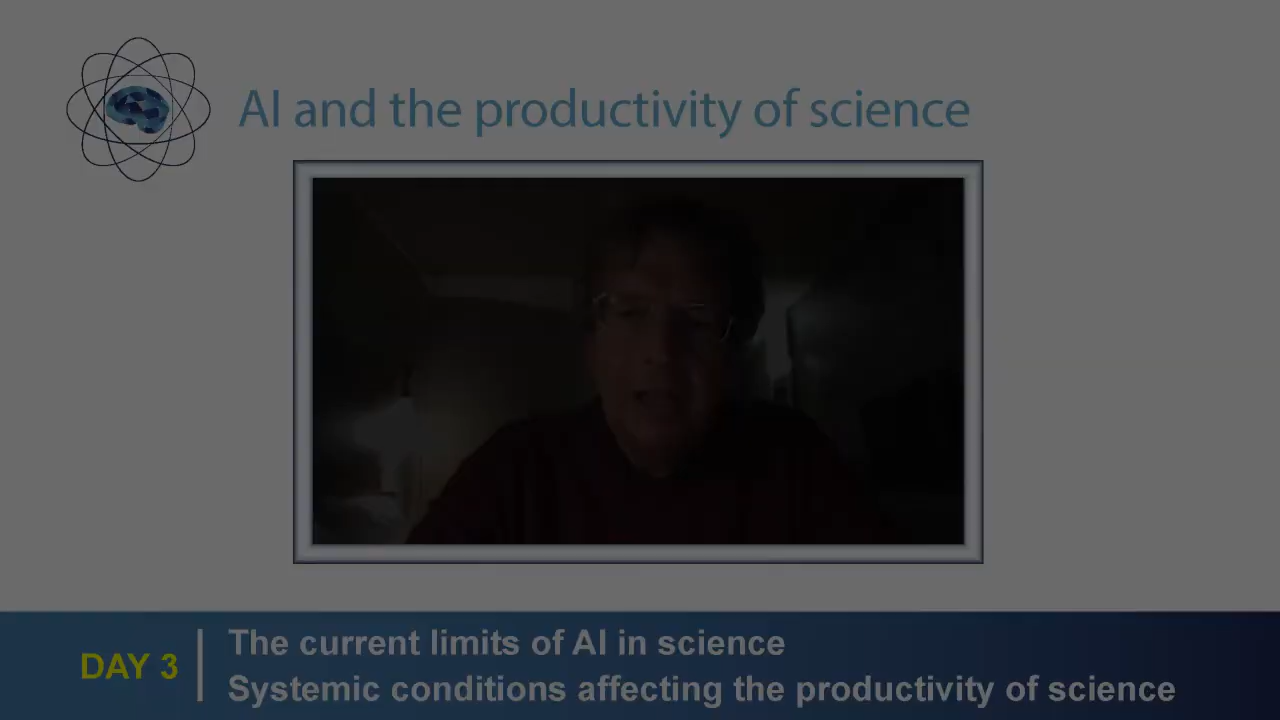 AI and the productivity of science
DAY 3
The current limits of AI in science
Systemic conditions affecting the productivity of science